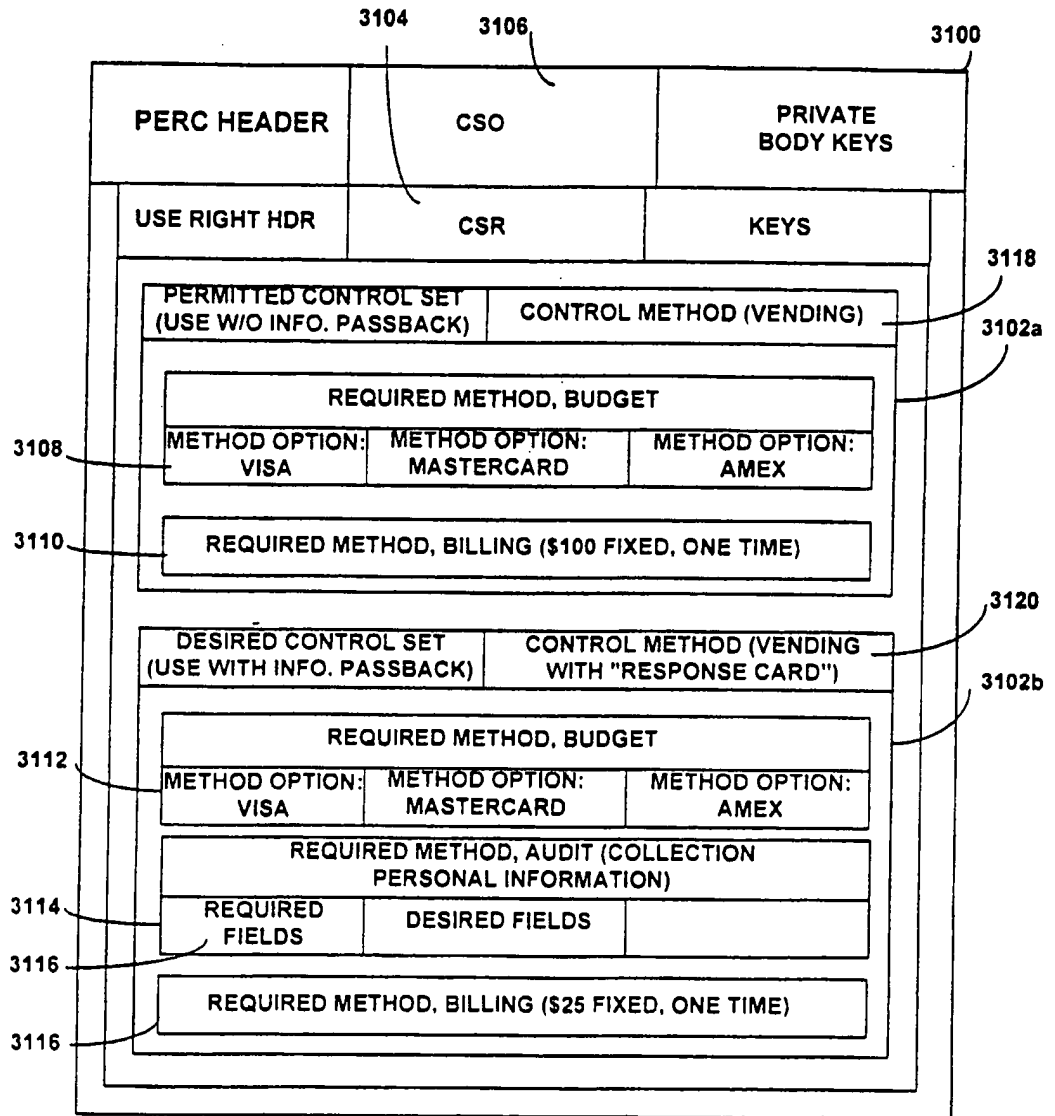 3104
3106
3100
PERC HEADER
CSO
PRIVATE
BODY KEYS
USE RIGHT HDR
CSR
KEYS
3118
PERMITTED CONTROL SET
(USE W/O INFO. PASSBACK)
CONTROL METHOD (VENDING)
3102a
REQUIRED METHOD, BUDGET
3108
METHOD OPTION:
VISA
METHOD OPTION:
MASTERCARD
METHOD OPTION:
AMEX
3110
REQUIRED METHOD, BILLING ($100 FIXED, ONE TIME)
3120
DESIRED CONTROL SET
(USE WITH INFO. PASSBACK)
CONTROL METHOD (VENDING
WITH "RESPONSE CARD")
3102b
REQUIRED METHOD, BUDGET
3112
METHOD OPTION:
VISA
METHOD OPTION:
MASTERCARD
METHOD OPTION:
AMEX
REQUIRED METHOD, AUDIT (COLLECTION
PERSONAL INFORMATION)
3114
REQUIRED
FIELDS
DESIRED FIELDS
3116
REQUIRED METHOD, BILLING ($25 FIXED, ONE TIME)
3116